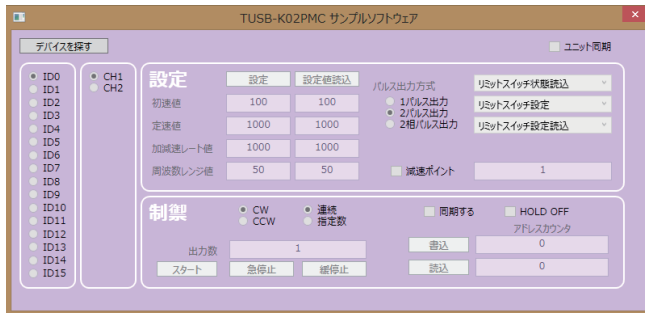 TUSB-K02PMC サンプルソフトウェア
デバイスを探す
ユニット同期
ID0
ID1
ID2
ID3
ID4
ID5
ID6
ID7
ID8
ID9
ID10
ID11
ID12
ID13
ID14
ID15
CH1
CH2
設定
設定 設定値読込
初速値 100 100
定速値 1000 1000
加減速レート値 1000 1000
周波数レンジ値 50 50
パルス出力方式
1パルス出力
2パルス出力
2相パルス出力
リミットスイッチ状態読込
リミットスイッチ設定
リミットスイッチ設定読込
減速ポイント 1
制禦
CW
CCW
連続
指定数
出力数 1
スタート 急停止 緩停止
同期する HOLD OFF
アドレスカウンタ
書込 0
読込 0